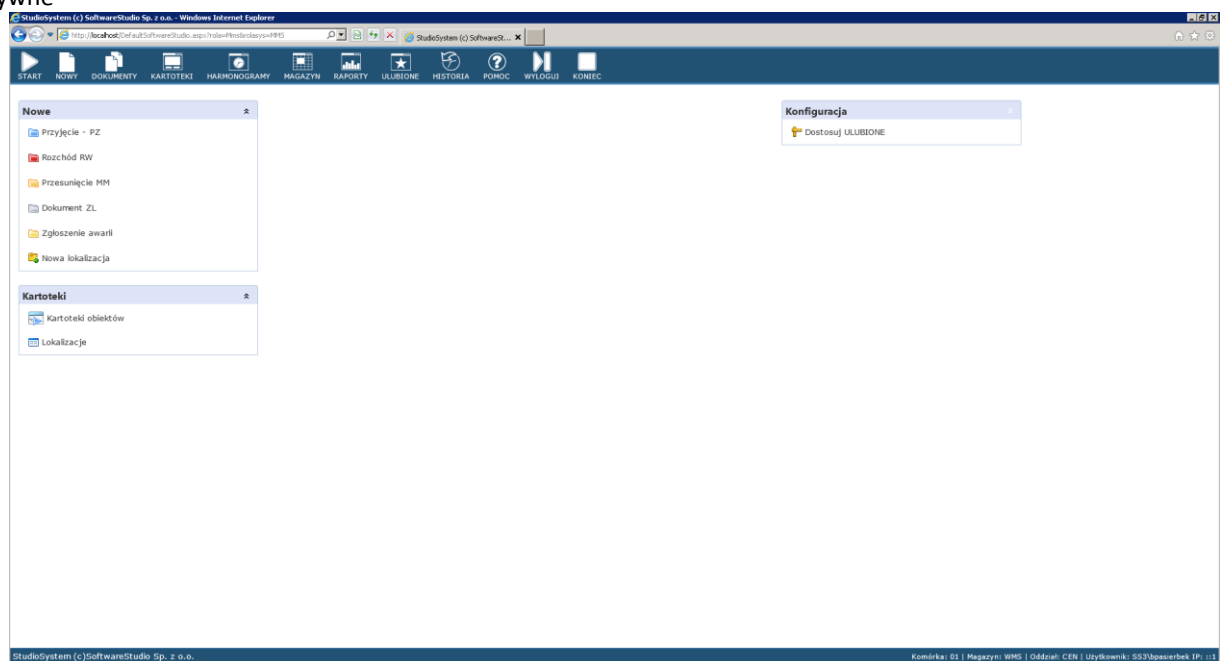 StudioSystem (c) SoftwareStudio Sp. z o.o. - Windows Internet Explorer
http://localhost/DefaultSoftwareStudio.aspx?rola=Mms&rolasys=MMS
StudioSystem (c) SoftwareSt...
START NOWY DOKUMENTY KARTOTEKI HARMONOGRAMY MAGAZYN RAPORTY ULUBIONE HISTORIA POMOC WYLOGUJ KONIEC
Nowe
Przyjęcie - PZ
Rozchód RW
Przesunięcie MM
Dokument ZL
Zgłoszenie awarii
Nowa lokalizacja
Kartoteki
Kartoteki obiektów
Lokalizacje
Konfiguracja
Dostosuj ULUBIONE
StudioSystem (c)SoftwareStudio Sp. z o.o.
Komórka: 01 | Magazyn: WMS | Oddział: CEN | Użytkownik: SS3\bpasierbek IP: ::1